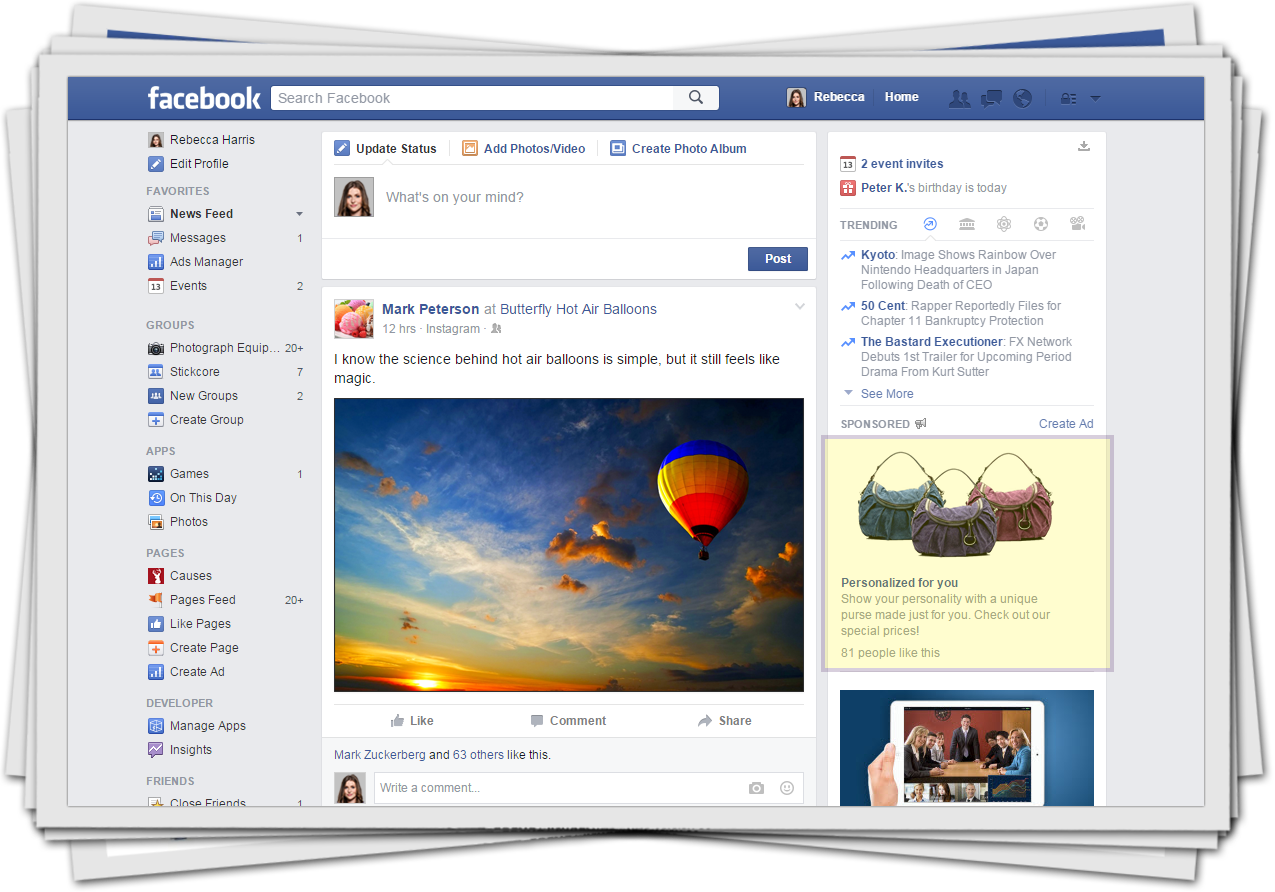 facebook
Search Facebook
Rebecca
Home
Rebecca Harris
Edit Profile
FAVORITES
News Feed
Messages 1
Ads Manager
13 Events 2
GROUPS
Photograph Equip... 20+
Stickcore 7
New Groups 2
Create Group
APPS
Games 1
On This Day
Photos
PAGES
Causes
Pages Feed 20+
Like Pages
Create Page
Create Ad
DEVELOPER
Manage Apps
Insights
FRIENDS
Close Friends 1
Update Status
Add Photos/Video
Create Photo Album
What's on your mind?
Post
Mark Peterson at Butterfly Hot Air Balloons
12 hrs · Instagram ·
I know the science behind hot air balloons is simple, but it still feels like
magic.
Like
Comment
Share
Mark Zuckerberg and 63 others like this.
Write a comment...
13 2 event invites
Peter K.'s birthday is today
TRENDING
Kyoto: Image Shows Rainbow Over
Nintendo Headquarters in Japan
Following Death of CEO
50 Cent: Rapper Reportedly Files for
Chapter 11 Bankruptcy Protection
The Bastard Executioner: FX Network
Debuts 1st Trailer for Upcoming Period
Drama From Kurt Sutter
See More
SPONSORED
Create Ad
Personalized for you
Show your personality with a unique
purse made just for you. Check out our
special prices!
81 people like this